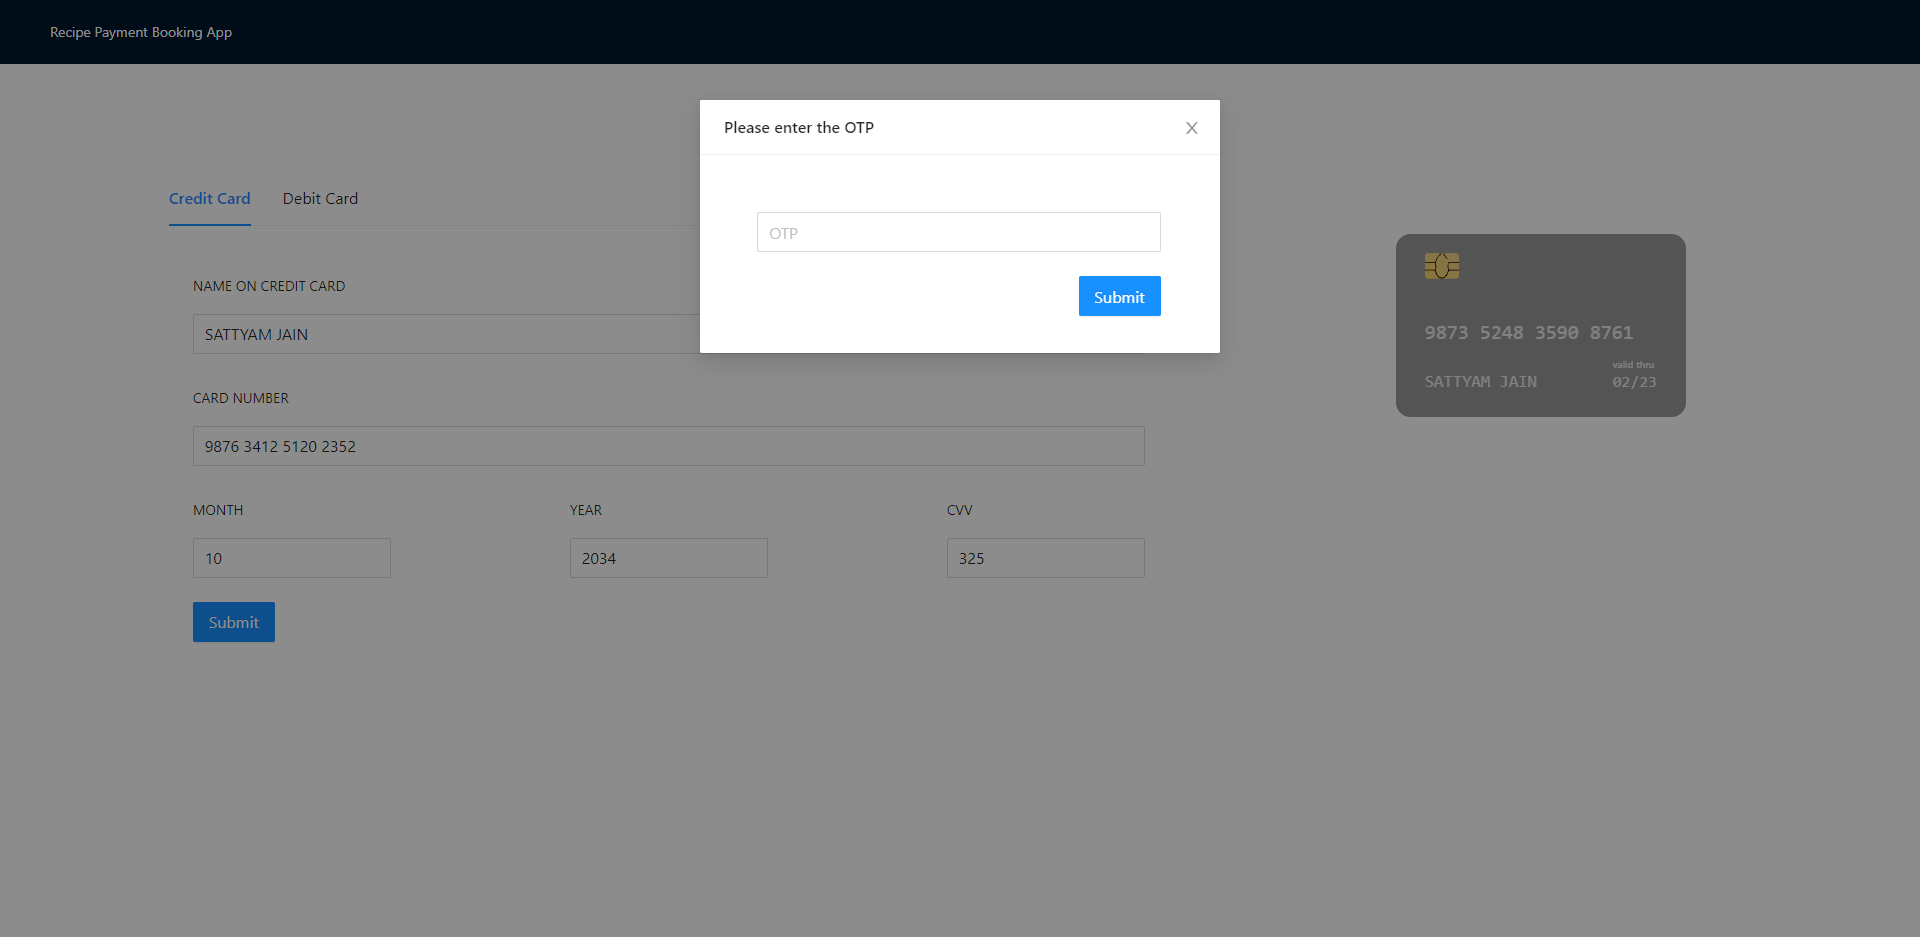 Recipe Payment Booking App
Please enter the OTP
X
OTP
Submit
Credit Card
Debit Card
NAME ON CREDIT CARD
SATTYAM JAIN
CARD NUMBER
9876 3412 5120 2352
MONTH
YEAR
CVV
10
2034
325
Submit
9873 5248 3590 8761
valid thru
SATTYAM JAIN
02/23